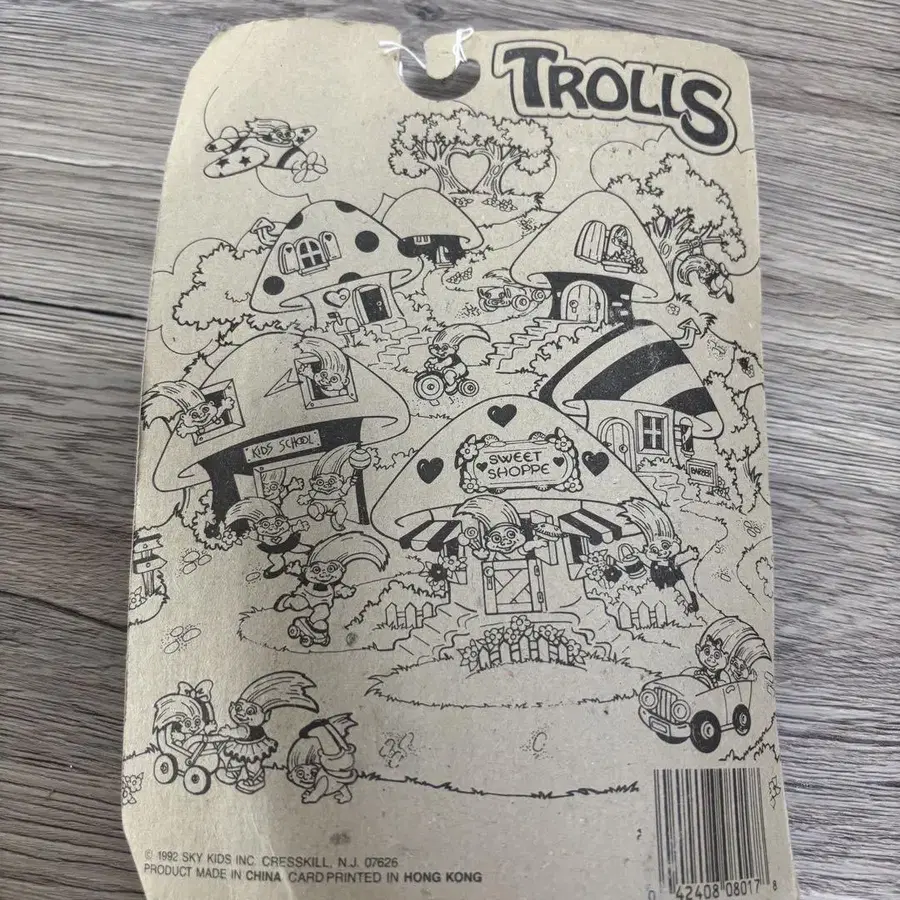 TROLLS
KIDS SCHOOL
SWEET
SHOPPE
BARBER
© 1992 SKY KIDS INC. CRESSKILL, N.J. 07626
PRODUCT MADE IN CHINA CARD PRINTED IN HONG KONG
0 42408 08017 8